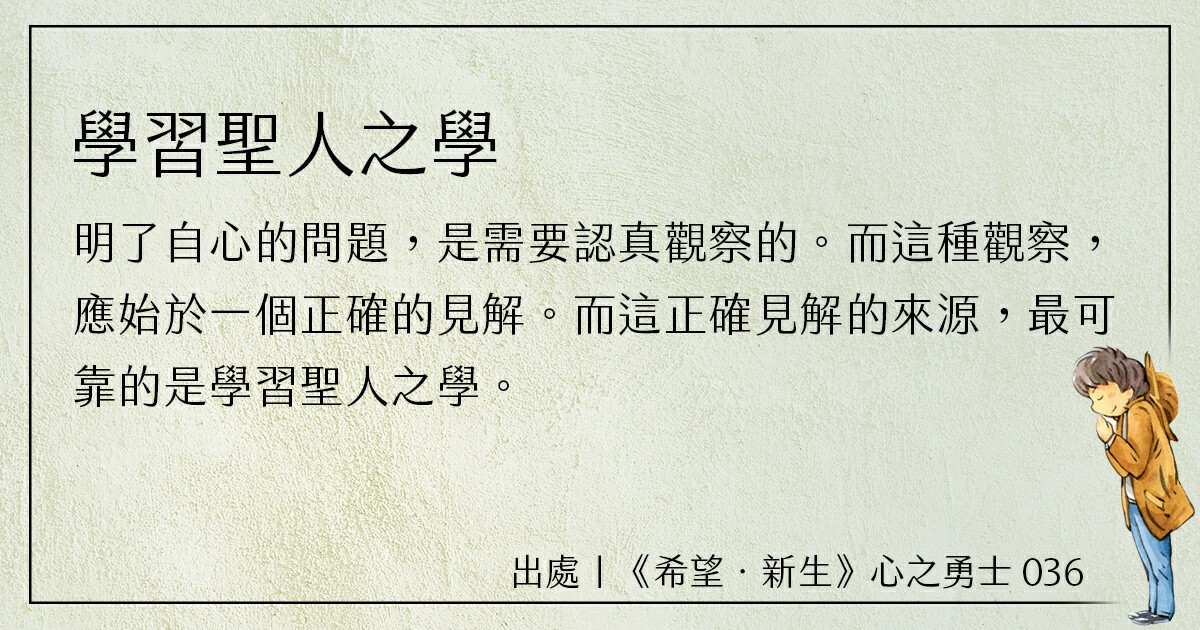 學習聖人之學
明了自心的問題，是需要認真觀察的。而這種觀察，
應始於一個正確的見解。而這正確見解的來源，最可
靠的是學習聖人之學。
出處｜《希望．新生》心之勇士 036